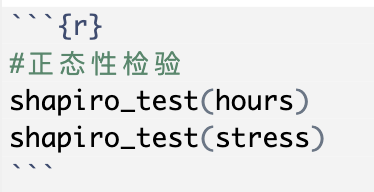 ```{r}
#正态性检验
shapiro_test(hours)
shapiro_test(stress)
```